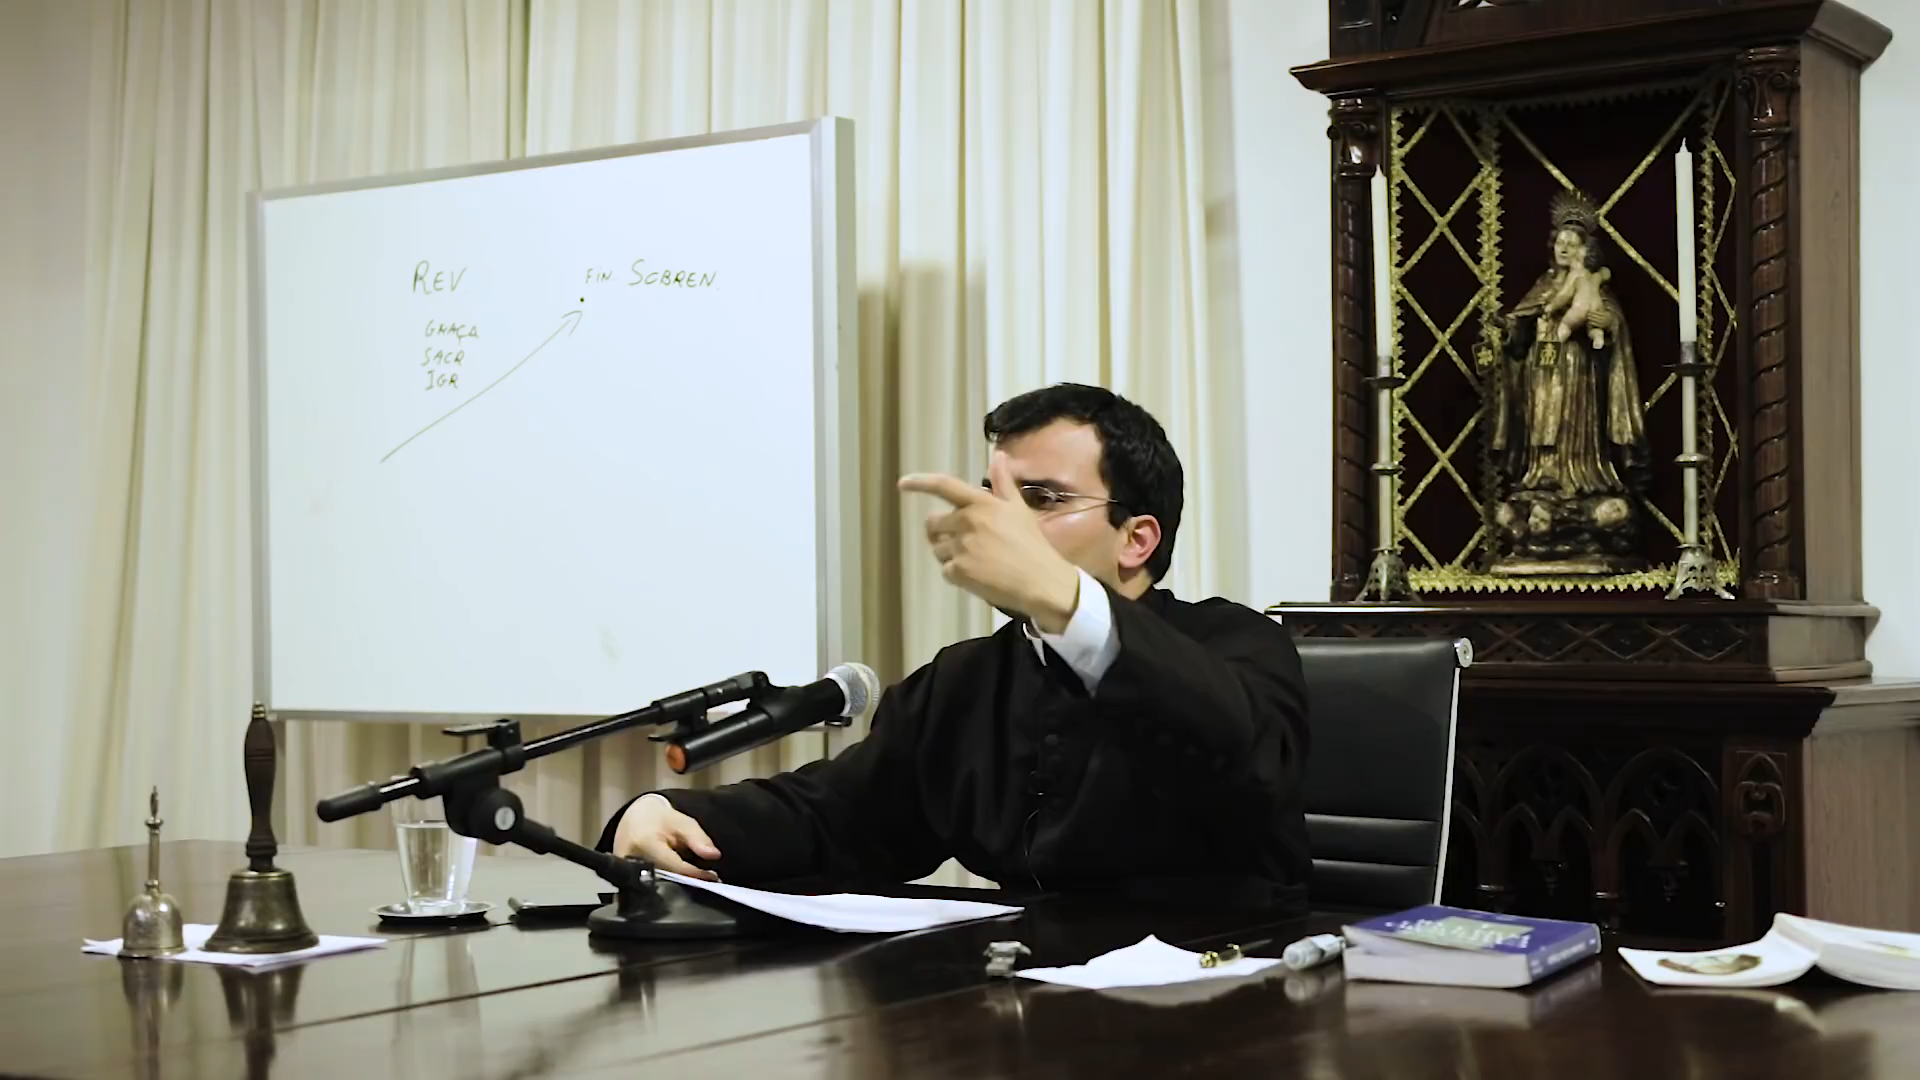 REV
FIN. SOBREN.
GRAÇA
SACR
IGR